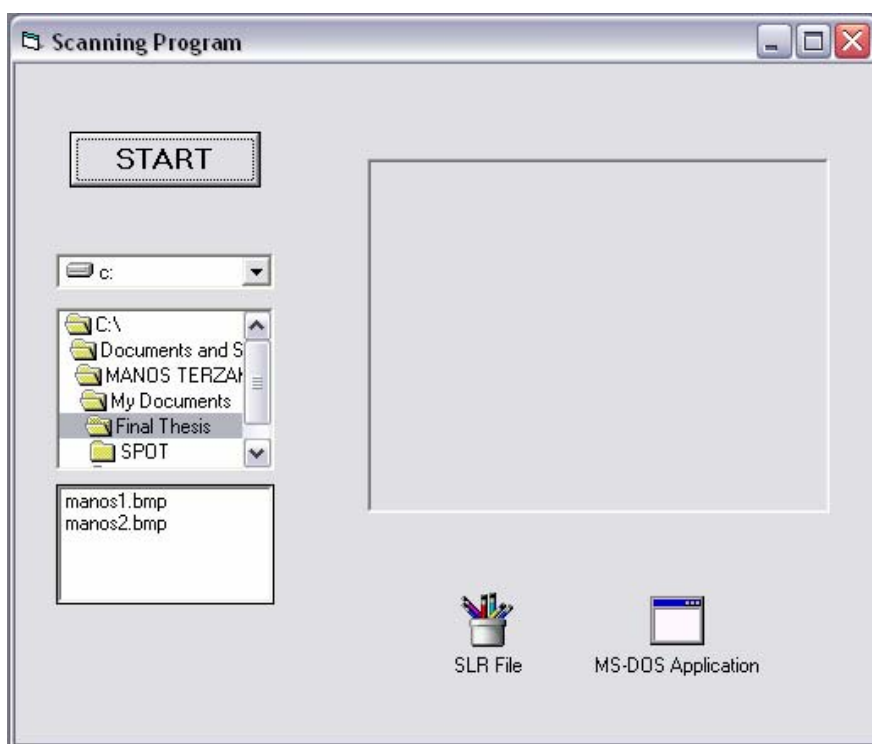 Scanning Program
START
c:
C:\
Documents and S
MANOS TERZAK
My Documents
Final Thesis
SPOT
manos1.bmp
manos2.bmp
SLR File
MS-DOS Application